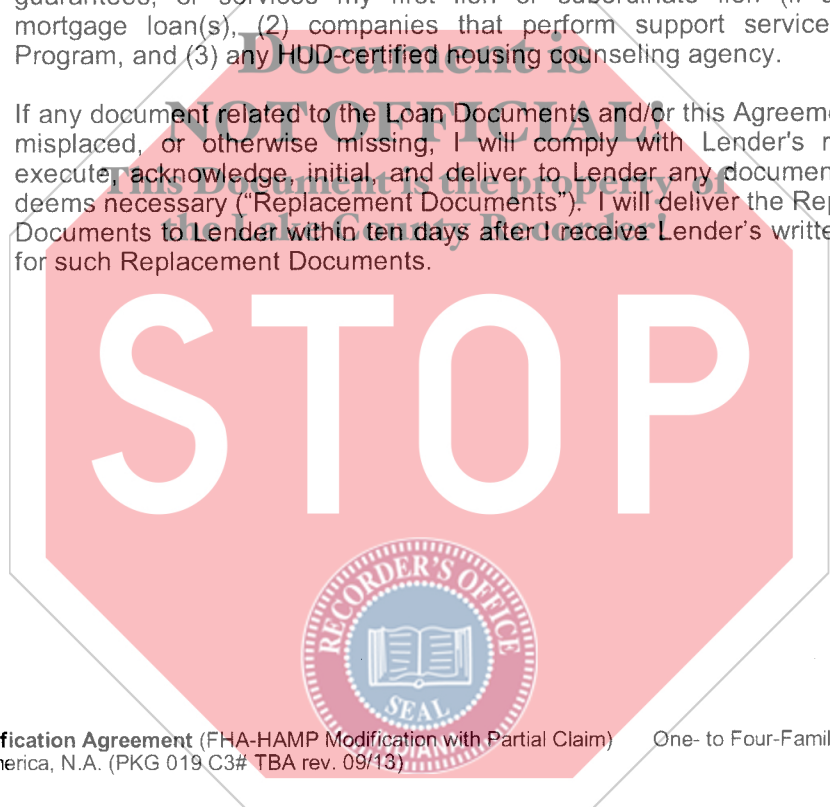 guarantees, or services my first lien or subordinate lien (if
mortgage loan(s), (2) companies that perform support service
Program, and (3) any HUD-certified housing counseling agency.
If any document related to the Loan Documents and/or this Agreeme
misplaced, or otherwise missing, I will comply with Lender's r
execute, acknowledge, initial, and deliver to Lender any documen
deems necessary ("Replacement Documents"). I will deliver the Rep
Documents to Lender within ten days after I receive Lender's writte
for such Replacement Documents.
Document is
NOT OFFICIAL!
This Document is the property of
the Lake County Recorder!
STOP
RECORDER'S OFFICE
SEAL
fication Agreement (FHA-HAMP Modification with Partial Claim) One- to Four-Famil
nerica, N.A. (PKG 019 C3# TBA rev. 09/13)